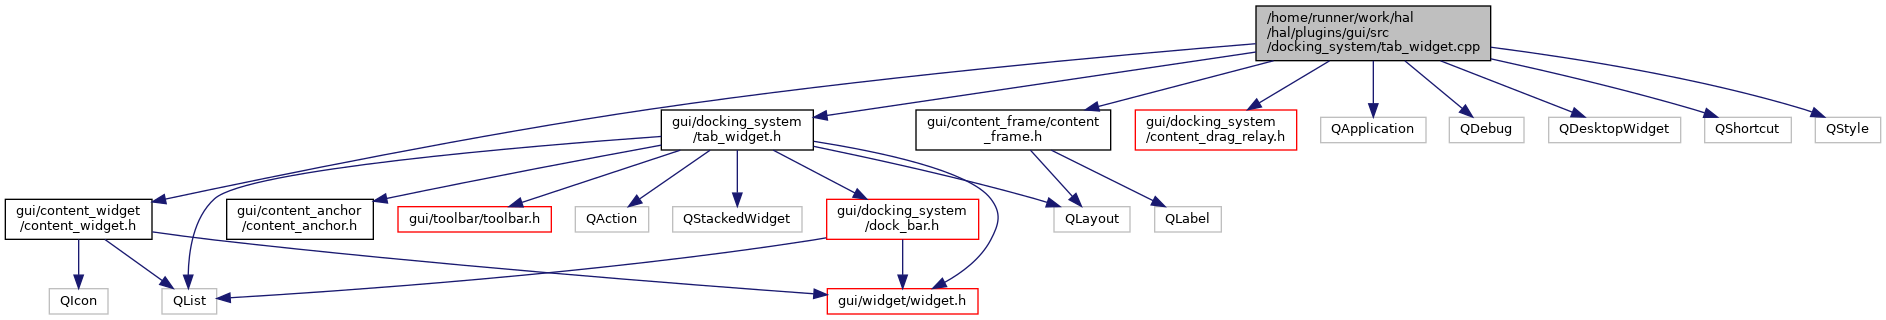 /home/runner/work/hal
/hal/plugins/gui/src
/docking_system/tab_widget.cpp
gui/docking_system
/tab_widget.h
gui/content_frame/content
_frame.h
gui/docking_system
/content_drag_relay.h
QApplication
QDebug
QDesktopWidget
QShortcut
QStyle
gui/content_widget
/content_widget.h
gui/content_anchor
/content_anchor.h
gui/toolbar/toolbar.h
QAction
QStackedWidget
gui/docking_system
/dock_bar.h
QLayout
QLabel
QIcon
QList
gui/widget/widget.h